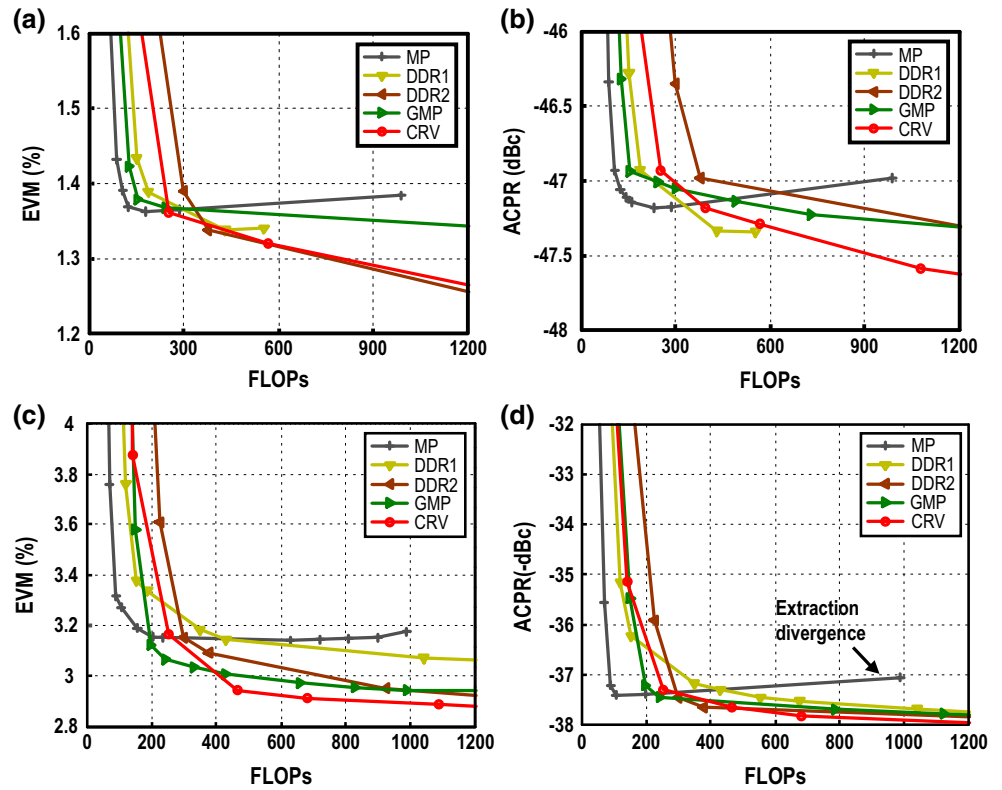 (a)
1.6
1.5
1.4
1.3
1.2
EVM (%)
0 300 600 900 1200
FLOPs
MP
DDR1
DDR2
GMP
CRV
(b)
-46
-46.5
-47
-47.5
-48
ACPR (dBc)
0 300 600 900 1200
FLOPs
MP
DDR1
DDR2
GMP
CRV
(c)
4
3.8
3.6
3.4
3.2
3
2.8
EVM (%)
0 200 400 600 800 1000 1200
FLOPs
MP
DDR1
DDR2
GMP
CRV
(d)
-32
-33
-34
-35
-36
-37
-38
ACPR(-dBc)
0 200 400 600 800 1000 1200
FLOPs
MP
DDR1
DDR2
GMP
CRV
Extraction
divergence